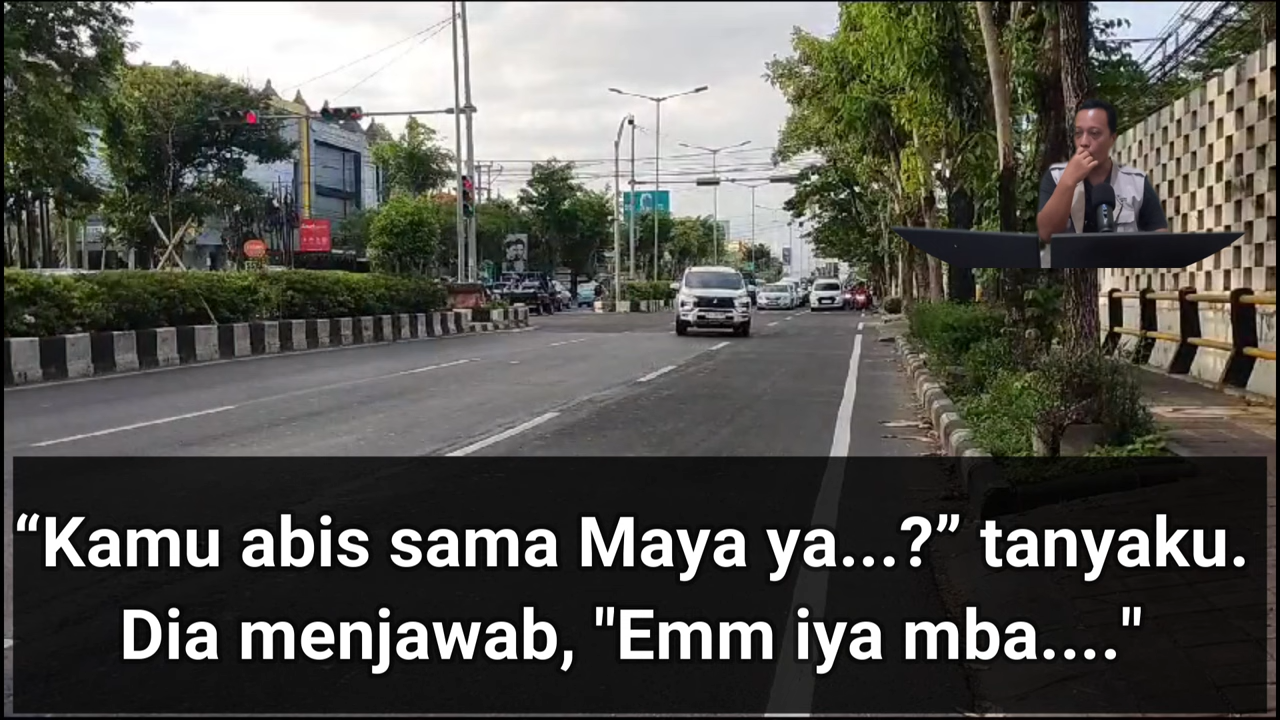 “Kamu abis sama Maya ya...?” tanyaku.
Dia menjawab, "Emm iya mba...."